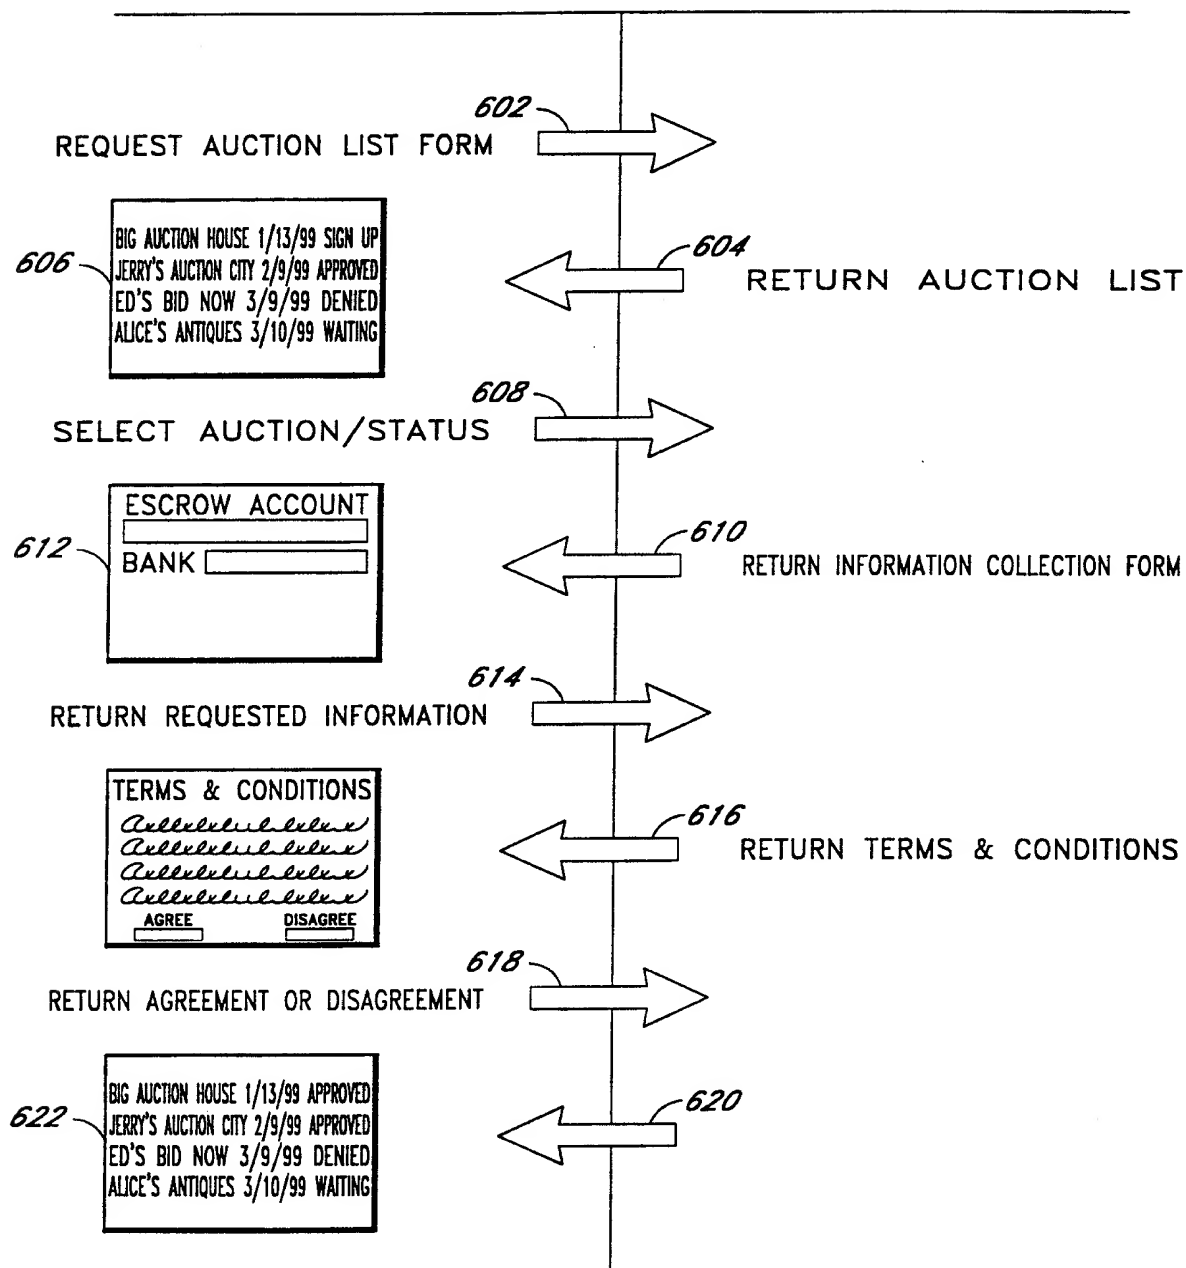 602
REQUEST AUCTION LIST FORM
BIG AUCTION HOUSE 1/13/99 SIGN UP
JERRY'S AUCTION CITY 2/9/99 APPROVED
ED'S BID NOW 3/9/99 DENIED
ALICE'S ANTIQUES 3/10/99 WAITING
606
604
RETURN AUCTION LIST
608
SELECT AUCTION/STATUS
ESCROW ACCOUNT
BANK
612
610
RETURN INFORMATION COLLECTION FORM
614
RETURN REQUESTED INFORMATION
TERMS & CONDITIONS
AGREE DISAGREE
616
RETURN TERMS & CONDITIONS
618
RETURN AGREEMENT OR DISAGREEMENT
BIG AUCTION HOUSE 1/13/99 APPROVED
JERRY'S AUCTION CITY 2/9/99 APPROVED
ED'S BID NOW 3/9/99 DENIED
ALICE'S ANTIQUES 3/10/99 WAITING
622
620